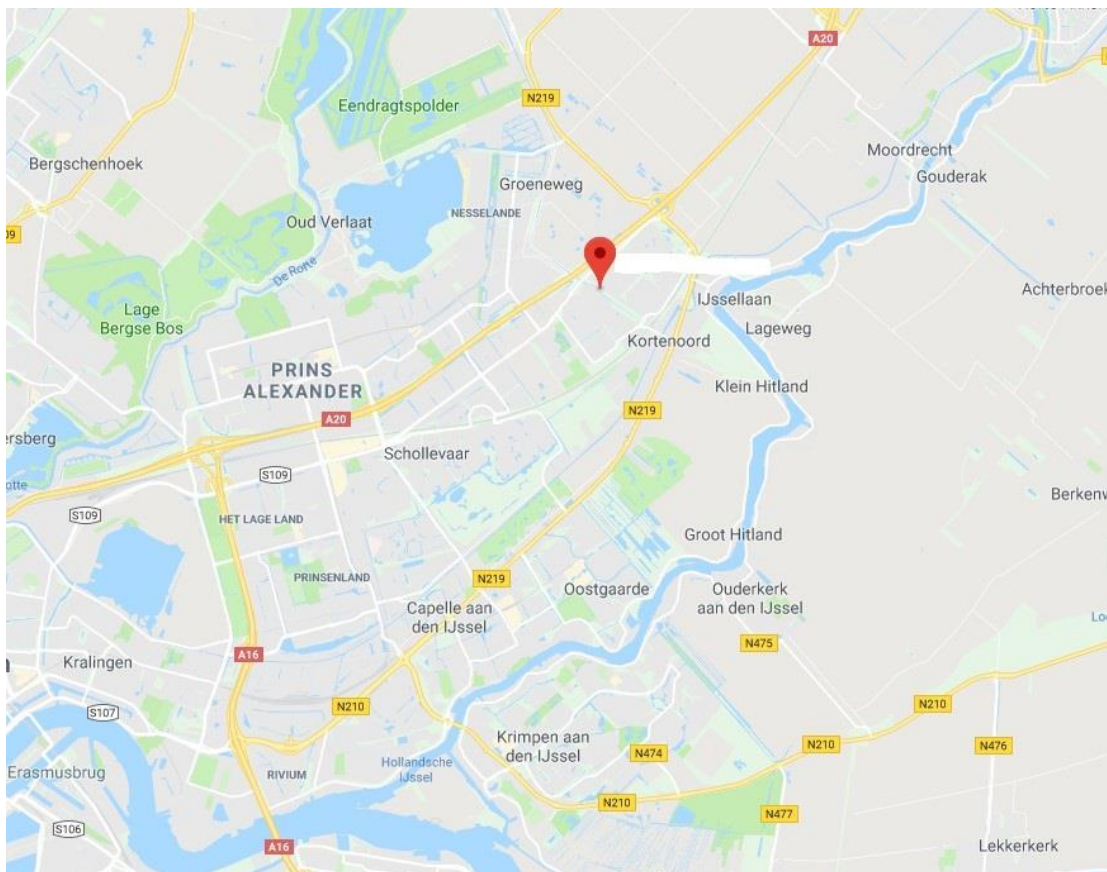 A20
Eendragtspolder
N219
Moordrecht
Bergschenhoek
Gouderak
Groeneweg
NESSELANDE
Oud Verlaat
De Rotte
IJssellaan
Achterbroek
Lage
Bergse Bos
Lageweg
Kortenoord
PRINS
ALEXANDER
Klein Hitland
A20
N219
Schollevaar
S109
S109
Berkenw
HET LAGE LAND
Groot Hitland
PRINSENLAND
N219
Oostgaarde
Ouderkerk
aan den IJssel
Capelle aan
den IJssel
Loe
N475
A16
Kralingen
N210
N210
S107
Krimpen aan
den IJssel
N210
N476
N474
Hollandsche
IJssel
Erasmusbrug
RIVIUM
N210
N477
S106
A16
Lekkerkerk